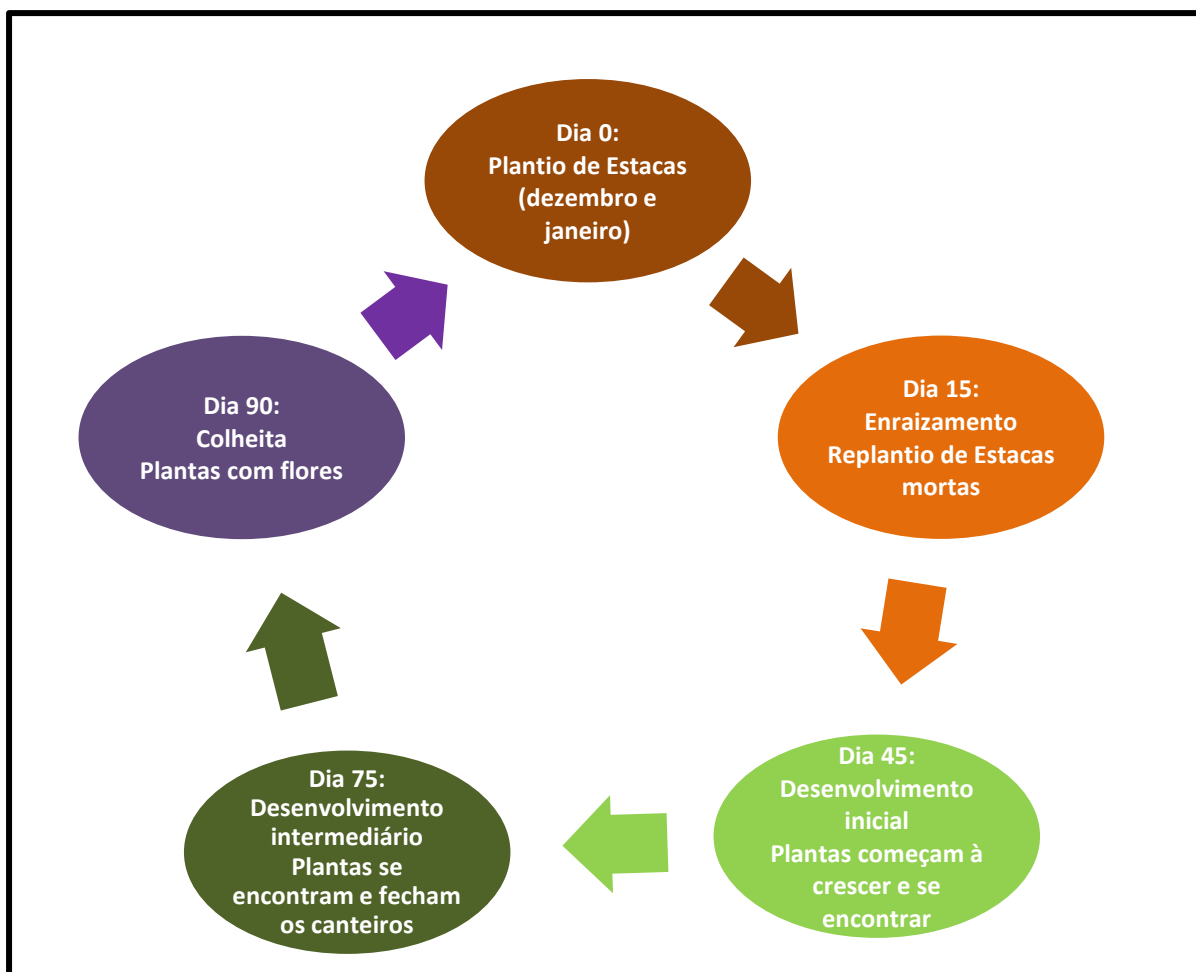 Dia 0:
Plantio de Estacas
(dezembro e
janeiro)
Dia 15:
Enraizamento
Replantio de Estacas
mortas
Dia 45:
Desenvolvimento
inicial
Plantas começam à
crescer e se
encontrar
Dia 75:
Desenvolvimento
intermediário
Plantas se
encontram e fecham
os canteiros
Dia 90:
Colheita
Plantas com flores